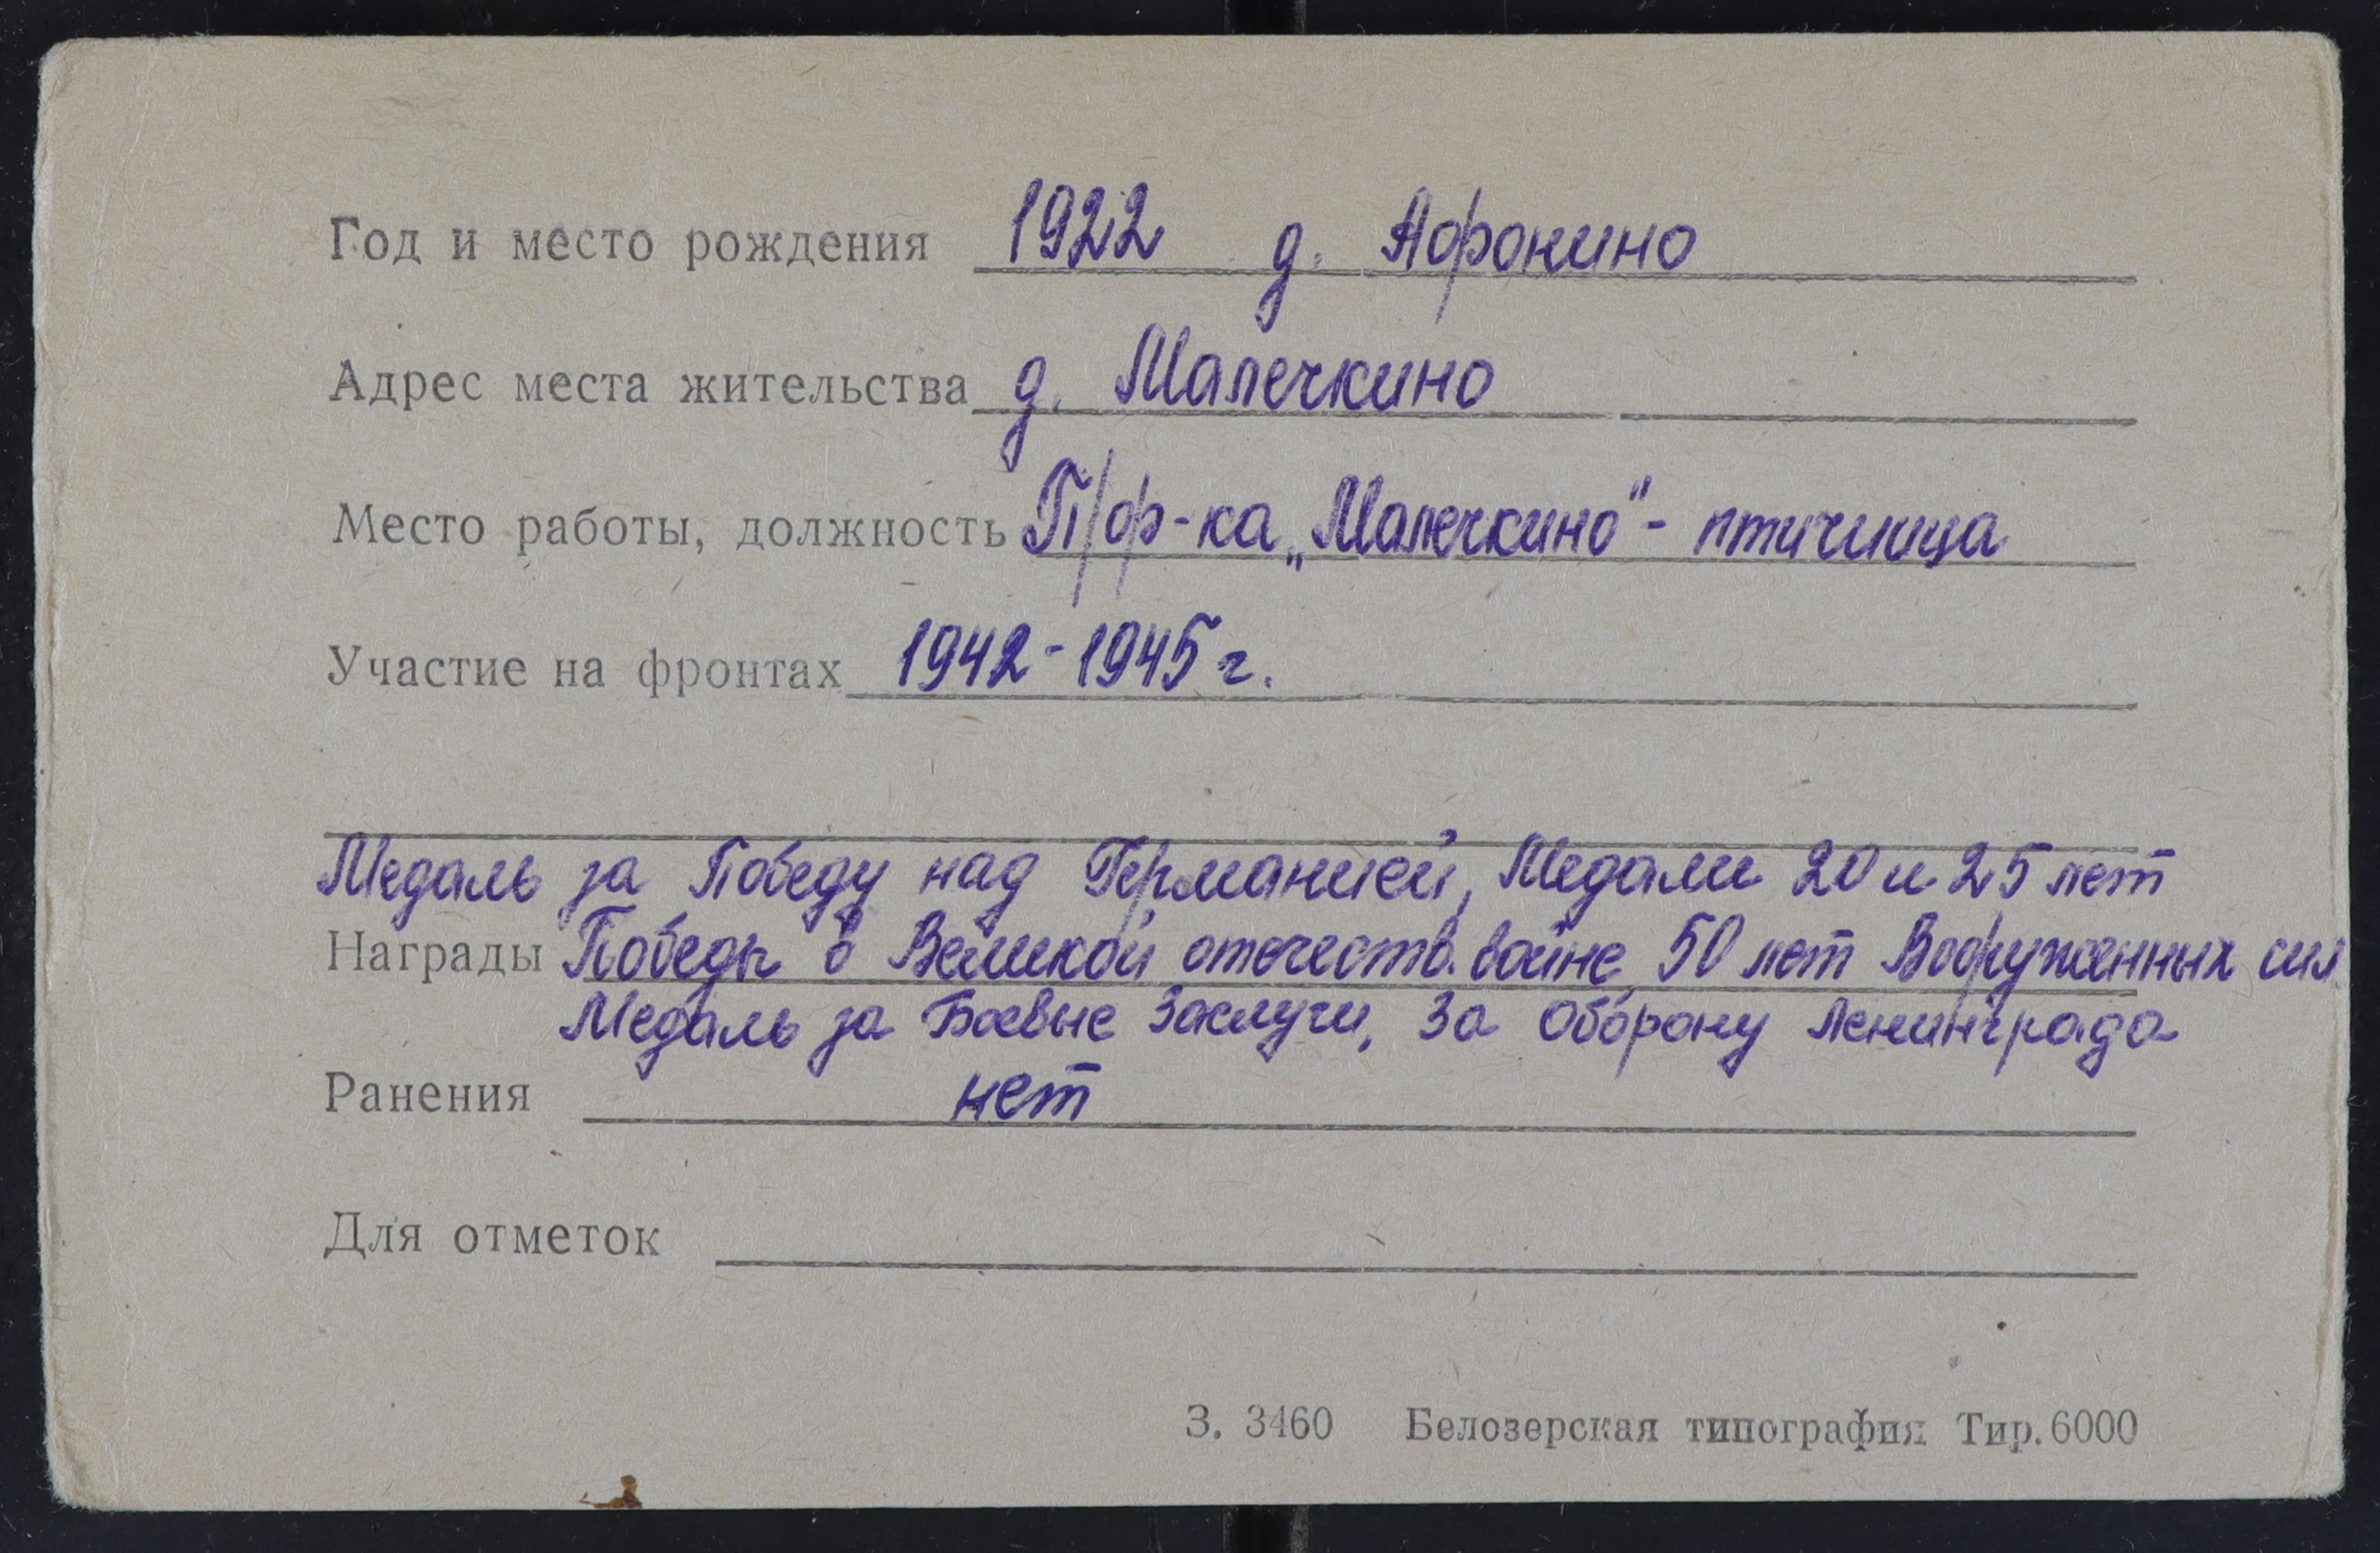 Год и место рождения 1922 д. Афонино
Адрес места жительства д. Малечкино
Место работы, должность П/ф-ка „Малечкино" - птичница
Участие на фронтах 1942-1945 г.
Медаль за Победу над Германией, Медали 20 и 25 лет
Награды Победы в Великой отечеств. войне, 50 лет Вооруженных сил
Медаль за Боевые Заслуги, За Оборону Ленинграда
Ранения нет
Для отметок
З. 3460 Белозерская типография Тир. 6000